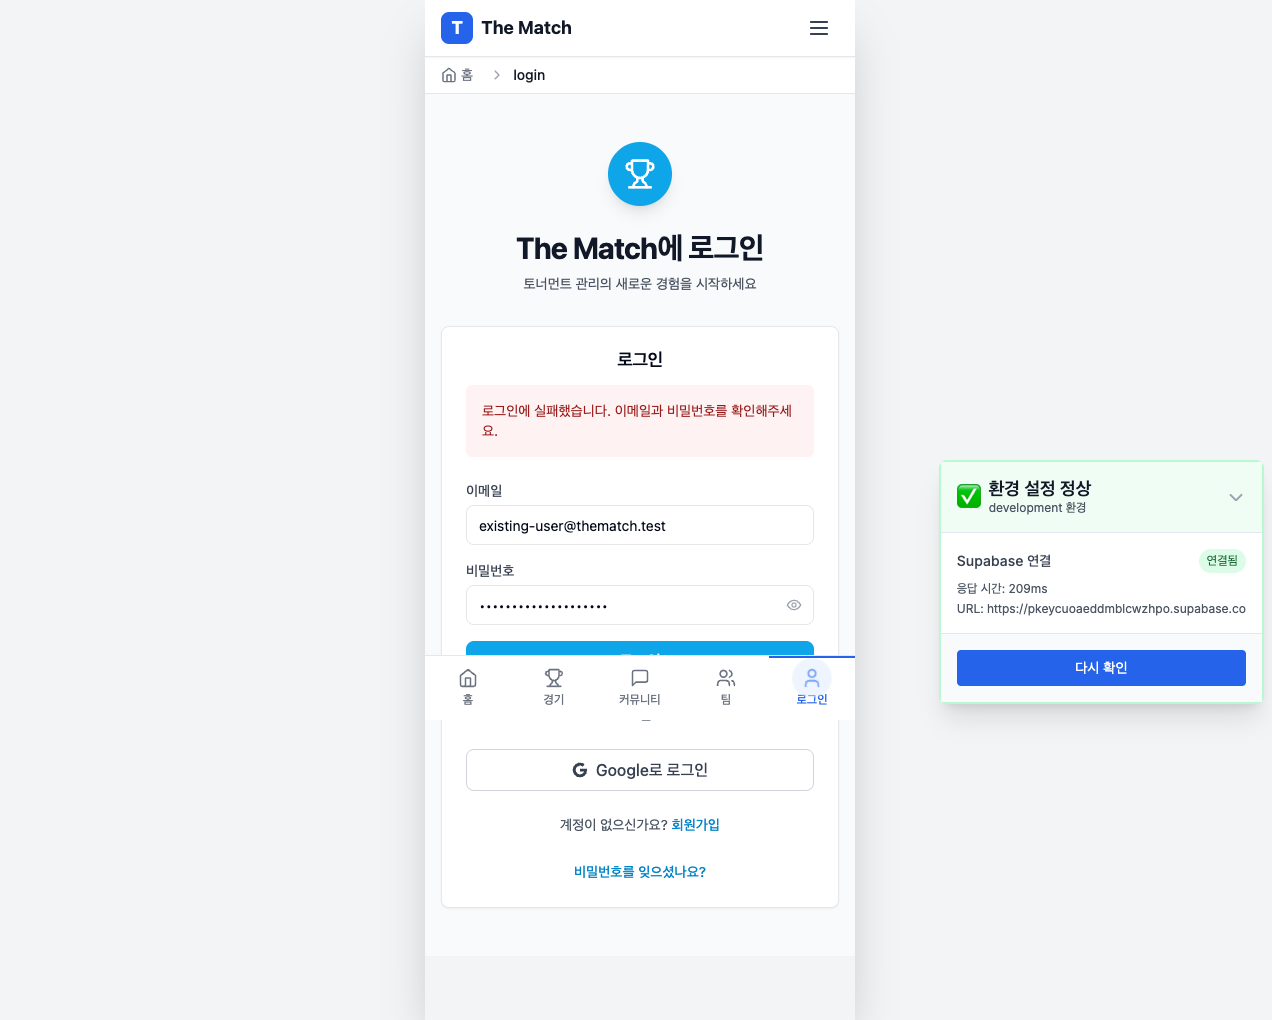 T The Match
홈 > login
The Match에 로그인
토너먼트 관리의 새로운 경험을 시작하세요
로그인
로그인에 실패했습니다. 이메일과 비밀번호를 확인해주세
요.
이메일
existing-user@thematch.test
비밀번호
•••••••••••••••••••
홈
경기
커뮤니티
팀
로그인
G Google로 로그인
계정이 없으신가요? 회원가입
비밀번호를 잊으셨나요?
환경 설정 정상
development 환경
Supabase 연결
연결됨
응답 시간: 209ms
URL: https://pkeycuoaeddmblcwzhpo.supabase.co
다시 확인